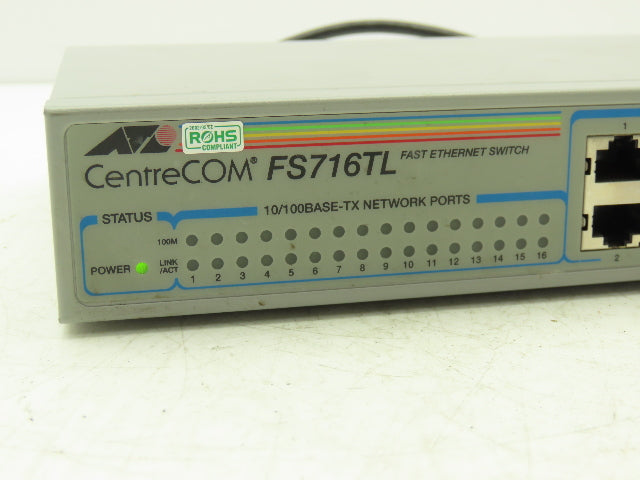 RoHS
COMPLIANT
CentreCOM® FS716TL FAST ETHERNET SWITCH
STATUS
10/100BASE-TX NETWORK PORTS
100M
POWER
LINK
/ACT
1 2 3 4 5 6 7 8 9 10 11 12 13 14 15 16
1
2